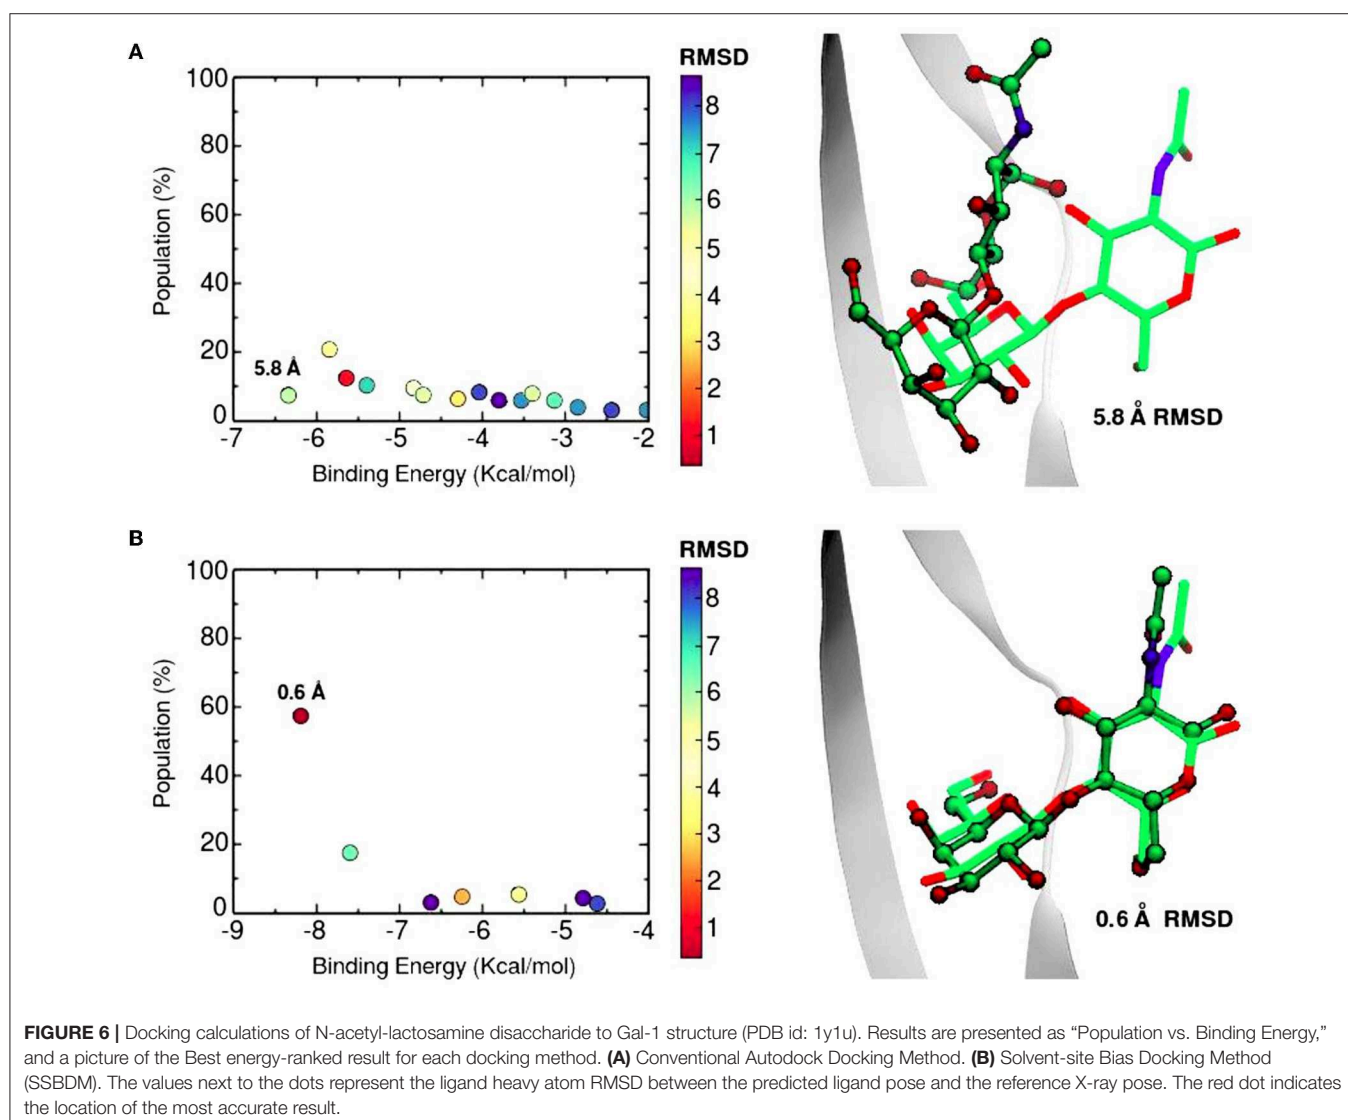 A
RMSD
100
80
60
40
20
0
Population (%)
5.8 Å
-7 -6 -5 -4 -3 -2
Binding Energy (Kcal/mol)
8
7
6
5
4
3
2
1
5.8 Å RMSD
B
RMSD
100
80
60
40
20
0
Population (%)
0.6 Å
-9 -8 -7 -6 -5 -4
Binding Energy (Kcal/mol)
8
7
6
5
4
3
2
1
0.6 Å RMSD
FIGURE 6 | Docking calculations of N-acetyl-lactosamine disaccharide to Gal-1 structure (PDB id: 1y1u). Results are presented as “Population vs. Binding Energy,”
and a picture of the Best energy-ranked result for each docking method. (A) Conventional Autodock Docking Method. (B) Solvent-site Bias Docking Method
(SSBDM). The values next to the dots represent the ligand heavy atom RMSD between the predicted ligand pose and the reference X-ray pose. The red dot indicates
the location of the most accurate result.